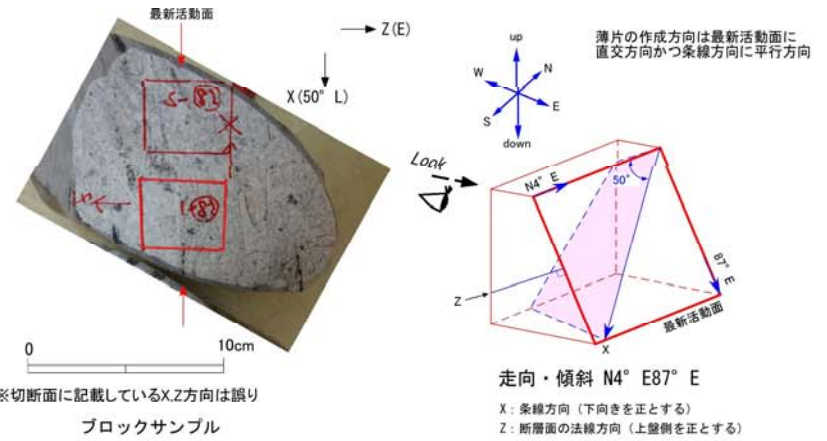 最新活動面
Z(E)
X(50° L)
0
10cm
※切断面に記載しているX,Z方向は誤り
ブロックサンプル
薄片の作成方向は最新活動面に
直交方向かつ条線方向に平行方向
up
N
W
E
S
down
Look
N4° E
50°
87° E
Z
最新活動面
X
走向・傾斜 N4° E87° E
X：条線方向（下向きを正とする）
Z：断層面の法線方向（上盤側を正とする）